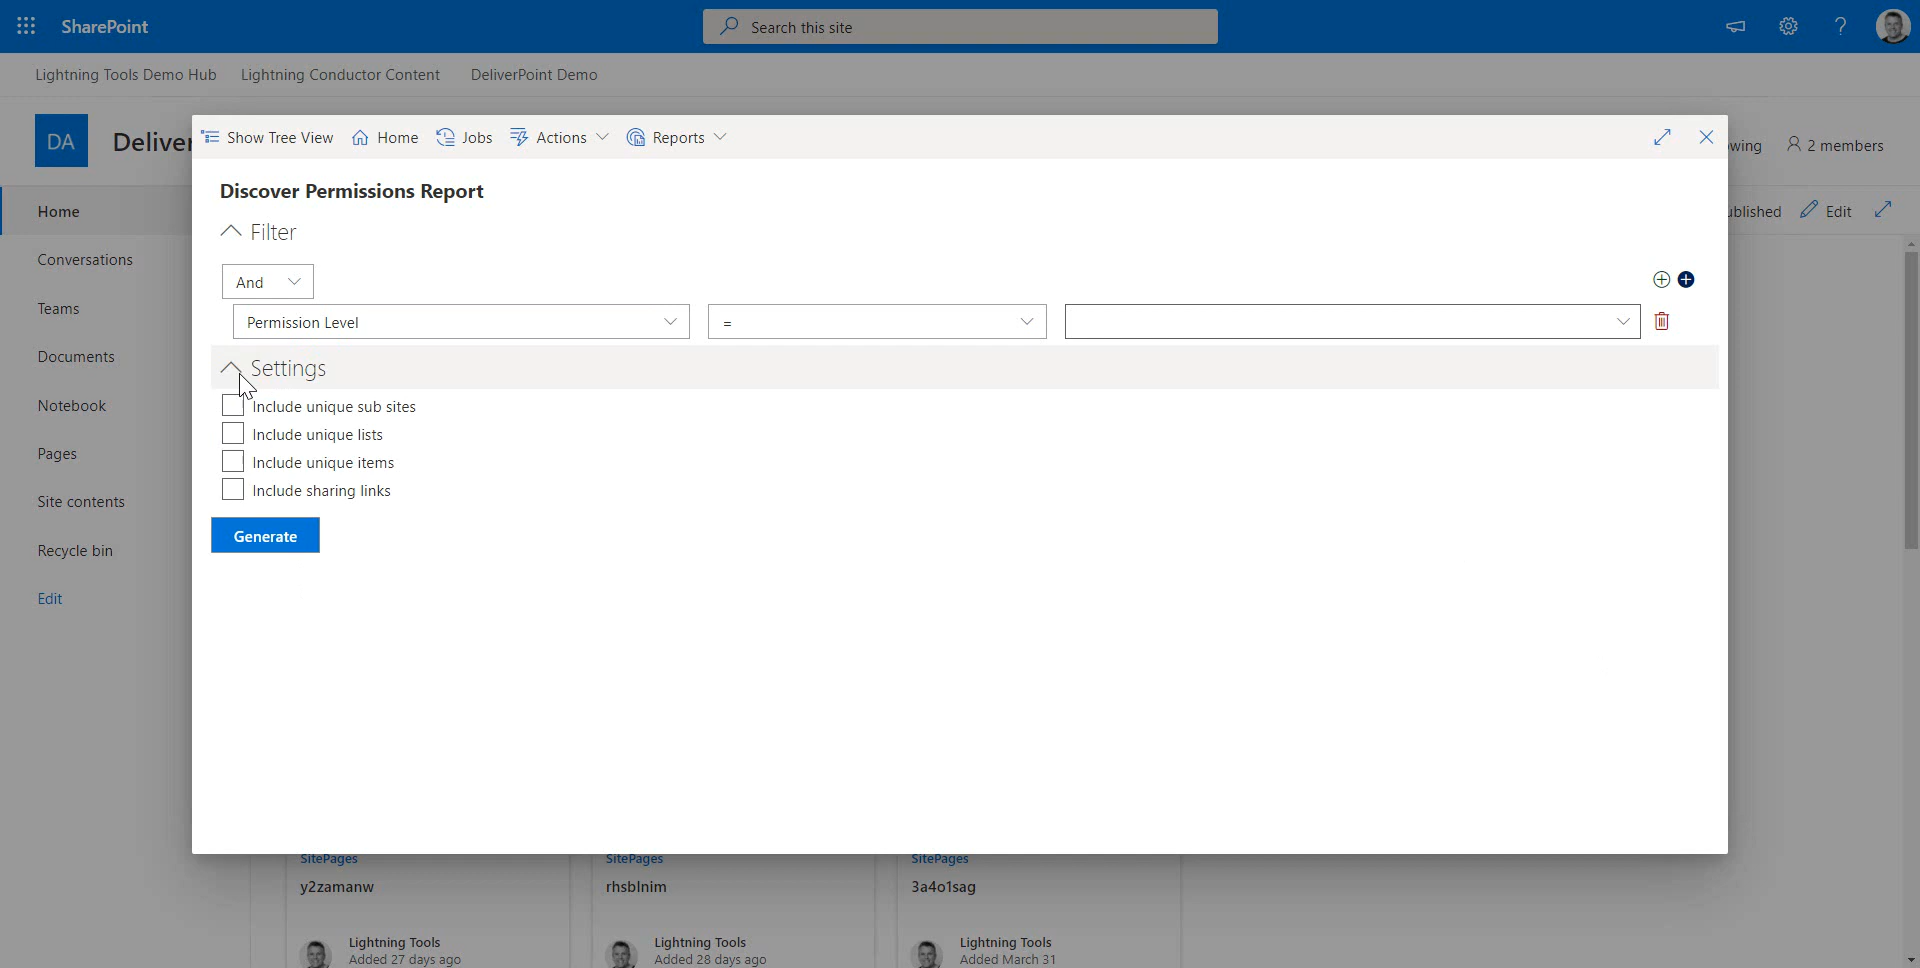 SharePoint
Search this site
Lightning Tools Demo Hub
Lightning Conductor Content
DeliverPoint Demo
DA
Deliver
wing
2 members
Show Tree View
Home
Jobs
Actions
Reports
Home
Conversations
Teams
Documents
Notebook
Pages
Site contents
Recycle bin
Edit
ublished
Edit
Discover Permissions Report
Filter
And
Permission Level
=
Settings
Include unique sub sites
Include unique lists
Include unique items
Include sharing links
Generate
SitePages
SitePages
SitePages
y2zamanw
rhsblnim
3a4o1sag
Lightning Tools
Added 27 days ago
Lightning Tools
Added 28 days ago
Lightning Tools
Added March 31